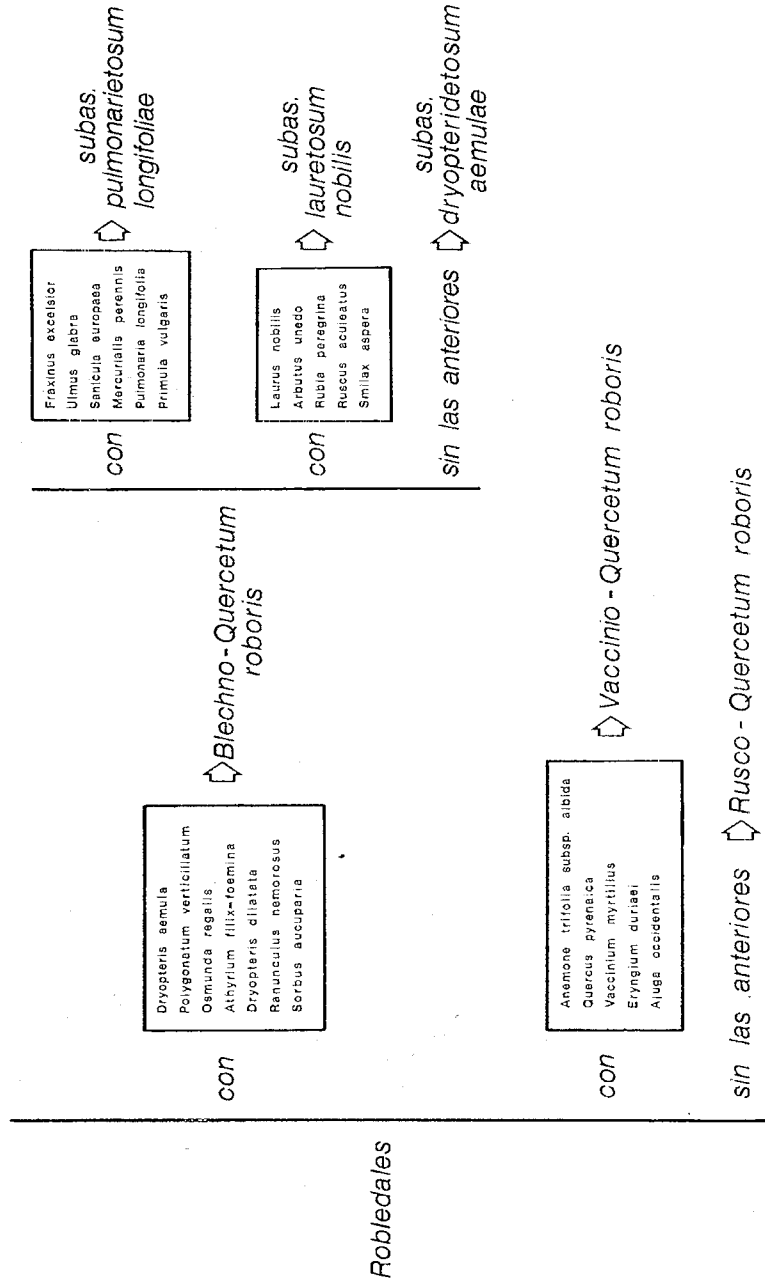 Robledales
con
Dryopteris aemula
Polygonatum verticillatum
Osmunda regalis
Athyrium filix-foemina
Dryopteris dilatata
Ranunculus nemorosus
Sorbus aucuparia
Blechno-Quercetum
roboris
con
Fraxinus excelsior
Ulmus glabra
Sanicula europaea
Mercurialis perennis
Pulmonaria longifolia
Primula vulgaris
subas.
pulmonarietosum
longifoliae
con
Laurus nobilis
Arbutus unedo
Rubia peregrina
Ruscus aculeatus
Smilax aspera
subas.
lauretosum
nobilis
sin las anteriores
subas.
dryopteridetosum
aemulae
con
Anemone trifolia subsp. albida
Quercus pyrenaica
Vaccinium myrtillus
Eryngium duriaei
Ajuga occidentalis
Vaccinio-Quercetum roboris
sin las anteriores
Rusco-Quercetum roboris